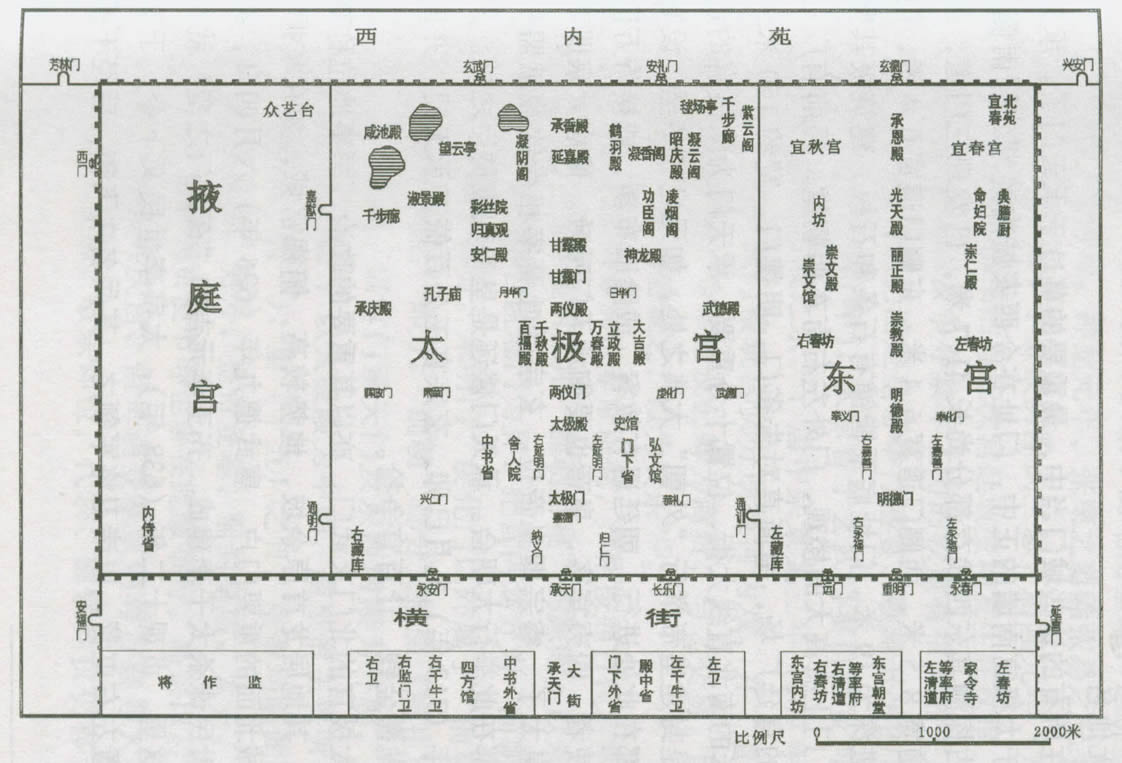 西 内 苑
芳林门
玄武门
安礼门
玄德门
兴安门
众艺台
咸池殿
望云亭
凝阴阁
承香殿
延嘉殿
鹤羽殿
毬场亭
千步廊
紫云阁
凝香阁
昭庆殿
凝云阁
承恩殿
宜秋宫
宜春宫
北苑
宜春
西门
掖庭宫
嘉猷门
淑景殿
千步廊
彩丝院
归真观
安仁殿
甘露殿
甘露门
功臣阁
凌烟阁
神龙殿
内坊
光天殿
命妇院
典膳厨
崇文馆
崇文殿
丽正殿
崇仁殿
承庆殿
孔子庙
月华门
日华门
两仪殿
武德殿
百福殿
千秋殿
万春殿
立政殿
大吉殿
崇教殿
右春坊
左春坊
太极宫
东宫
两仪门
虔化门
武德门
明德殿
奉义门
奉化门
太极殿
史馆
中书省
舍人院
右延明门
左延明门
门下省
弘文馆
右嘉善门
左嘉善门
兴仁门
太极门
嘉德门
恭礼门
明德门
内侍省
通明门
右藏库
纳义门
归仁门
通训门
左藏库
右永福门
左永福门
永安门
承天门
长乐门
广运门
重明门
永春门
安福门
延喜门
横街
将作监
右卫
右监门卫
右千牛卫
四方馆
中书外省
承天门
大街
门下外省
殿中省
左千牛卫
左卫
东宫内坊
右春坊
右清道
等率府
东宫朝堂
左清道
等率府
家令寺
左春坊
比例尺
0 1000 2000米